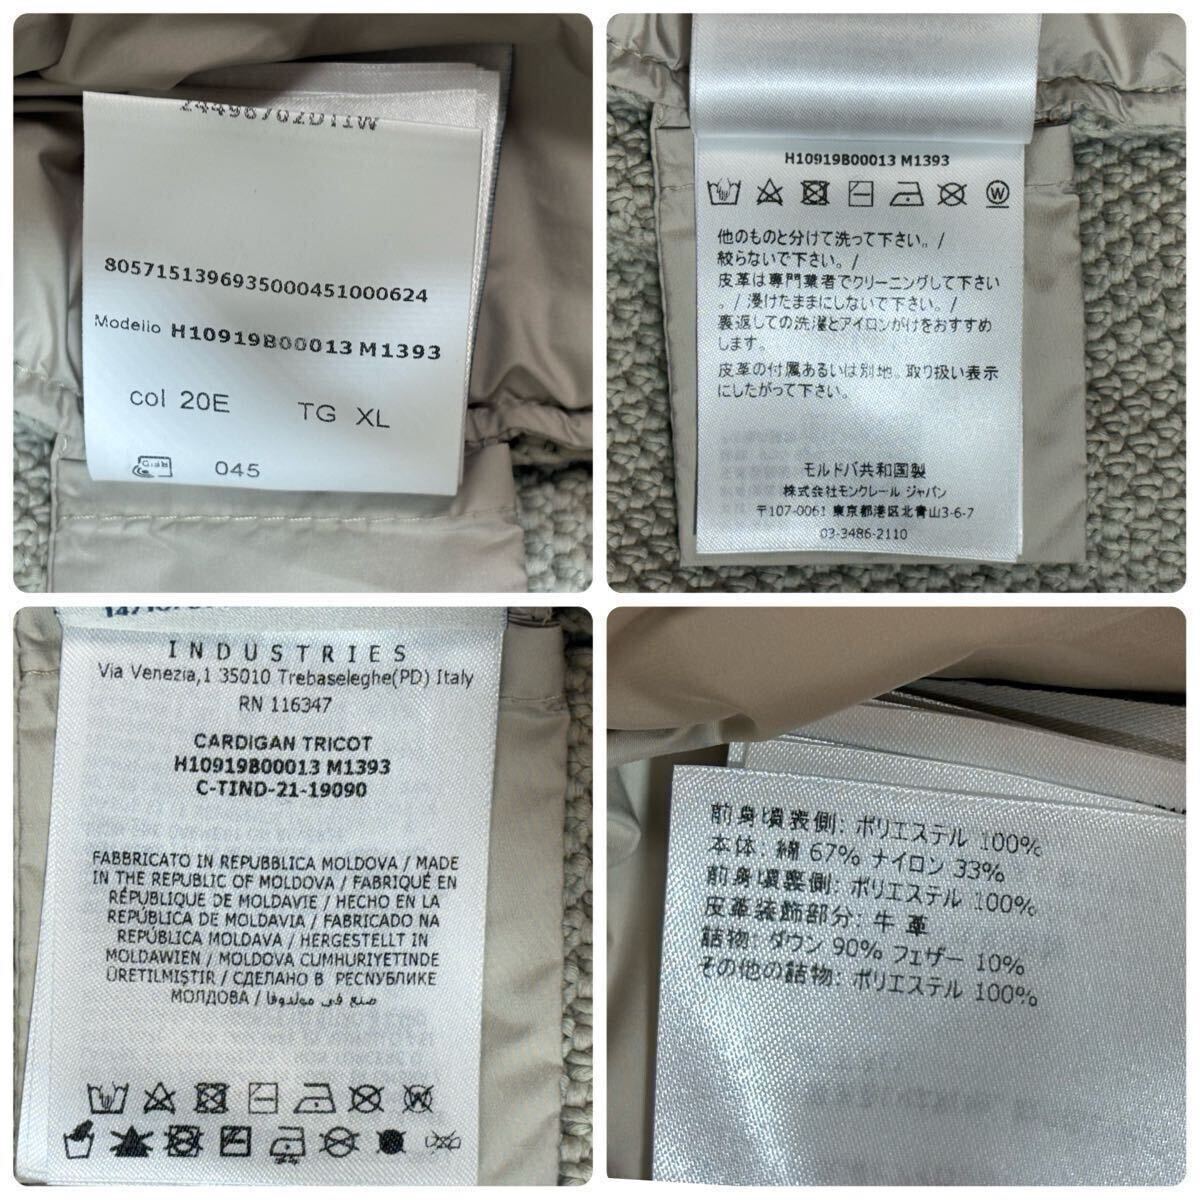 24498762D11W
8057151396935000451000624
Modello H10919B00013 M1393
col 20E TG XL
045
H10919B00013 M1393
W
他のものと分けて洗って下さい。/
絞らないで下さい。/
皮革は専門業者でクリーニングして下さい
。/ 浸けたままにしないで下さい。/
裏返しての洗濯とアイロンがけをおすすめ
します。
皮革の付属あるいは別地、取り扱い表示
にしたがって下さい。
モルドバ共和国製
株式会社モンクレール ジャパン
〒107-0061 東京都港区北青山3-6-7
03-3486-2110
INDUSTRIES
Via Venezia,1 35010 Trebaseleghe(PD) Italy
RN 116347
CARDIGAN TRICOT
H10919B00013 M1393
C-TIND-21-19090
FABBRICATO IN REPUBBLICA MOLDOVA / MADE
IN THE REPUBLIC OF MOLDOVA / FABRIQUÉ EN
RÉPUBLIQUE DE MOLDAVIE / HECHO EN LA
REPÚBLICA DE MOLDAVIA / FABRICADO NA
REPÚBLICA MOLDAVA / HERGESTELLT IN
MOLDAWIEN / MOLDOVA CUMHURIYETINDE
ÜRETILMIŞTIR / СДЕЛАНО В РЕСПУБЛИКЕ
МОЛДОВА / صنع في مولدوفا
前身頃表側: ポリエステル 100%
本体: 綿 67% ナイロン 33%
前身頃裏側: ポリエステル 100%
皮革装飾部分: 牛 革
詰物: ダウン 90% フェザー 10%
その他の詰物: ポリエステル 100%